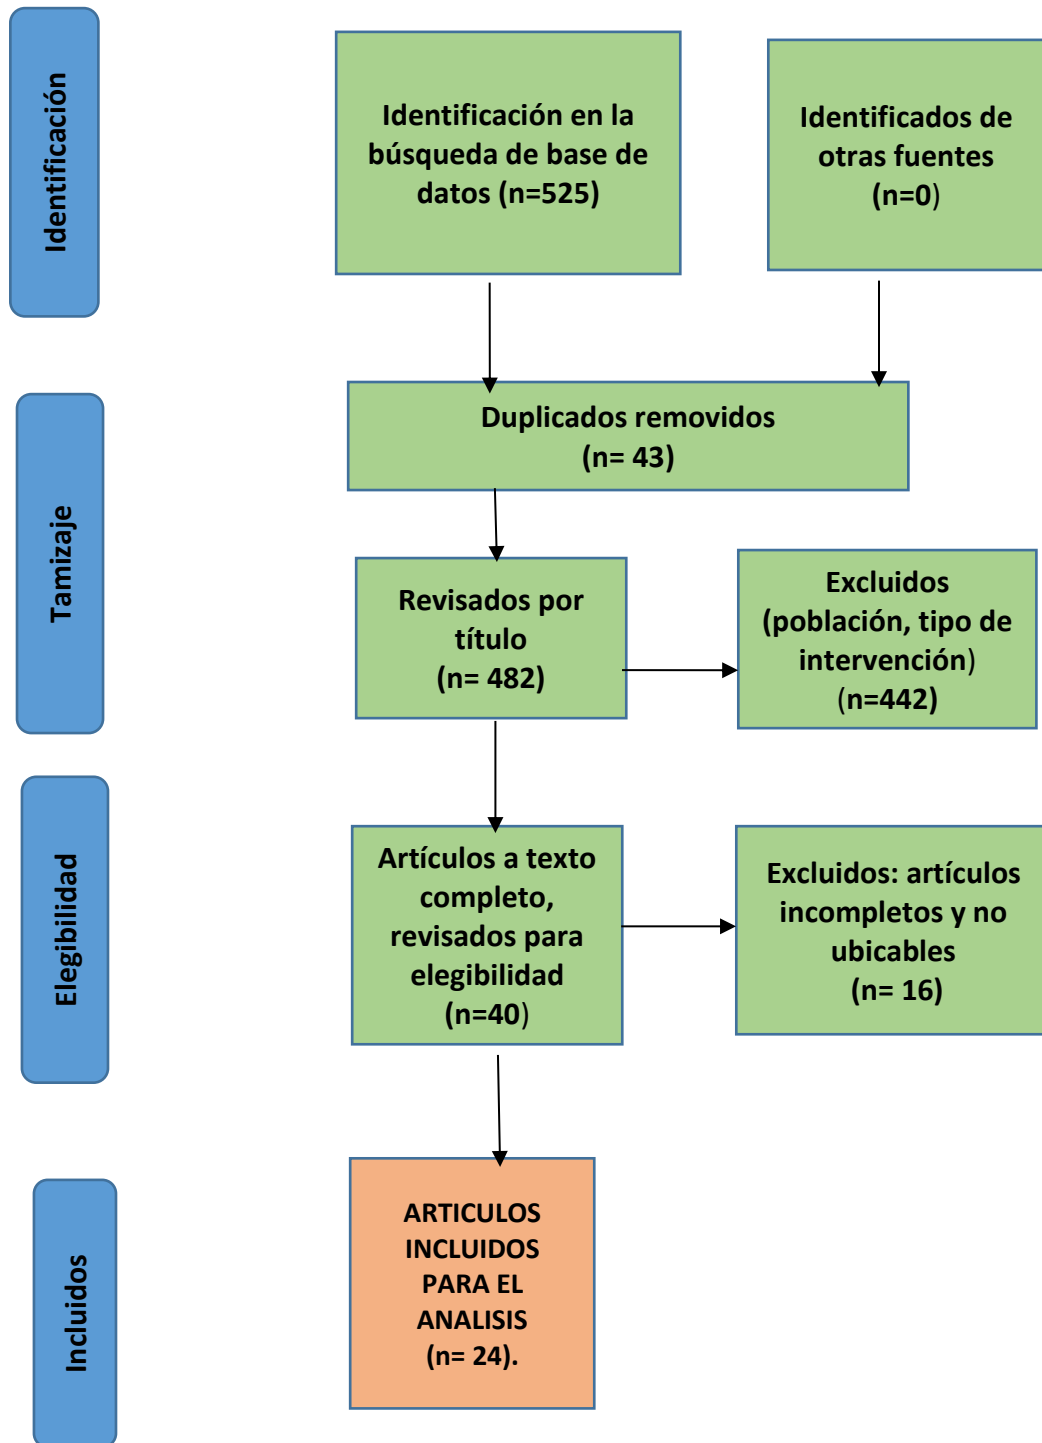 Identificación
Identificación en la
búsqueda de base de
datos (n=525)
Identificados de
otras fuentes
(n=0)
Duplicados removidos
(n= 43)
Tamizaje
Revisados por
título
(n= 482)
Excluidos
(población, tipo de
intervención)
(n=442)
Elegibilidad
Artículos a texto
completo,
revisados para
elegibilidad
(n=40)
Excluidos: artículos
incompletos y no
ubicables
(n= 16)
Incluidos
ARTICULOS
INCLUIDOS
PARA EL
ANALISIS
(n= 24).